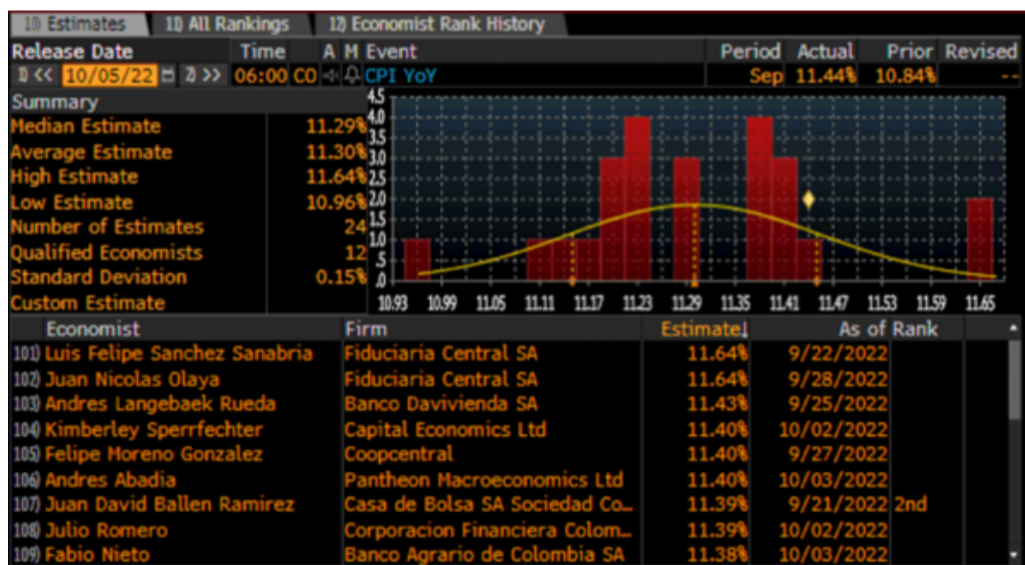 10) Estimates 11) All Rankings 12) Economist Rank History
Release Date Time A M Event Period Actual Prior Revised
1) << 10/05/22 2) >> 06:00 CO CPI YoY Sep 11.44% 10.84% --
Summary
Median Estimate 11.29%
Average Estimate 11.30%
High Estimate 11.64%
Low Estimate 10.96%
Number of Estimates 24
Qualified Economists 12
Standard Deviation 0.15%
Custom Estimate
4.5
4.0
3.5
3.0
2.5
2.0
1.5
1.0
.5
.0
10.93 10.99 11.05 11.11 11.17 11.23 11.29 11.35 11.41 11.47 11.53 11.59 11.65
Economist Firm Estimate↓ As of Rank
101) Luis Felipe Sanchez Sanabria Fiduciaria Central SA 11.64% 9/22/2022
102) Juan Nicolas Olaya Fiduciaria Central SA 11.64% 9/28/2022
103) Andres Langebaek Rueda Banco Davivienda SA 11.43% 9/25/2022
104) Kimberley Sperrfechter Capital Economics Ltd 11.40% 10/02/2022
105) Felipe Moreno Gonzalez Coopcentral 11.40% 9/27/2022
106) Andres Abadia Pantheon Macroeconomics Ltd 11.40% 10/03/2022
107) Juan David Ballen Ramirez Casa de Bolsa SA Sociedad Co… 11.39% 9/21/2022 2nd
108) Julio Romero Corporacion Financiera Colom… 11.39% 10/02/2022
109) Fabio Nieto Banco Agrario de Colombia SA 11.38% 10/03/2022